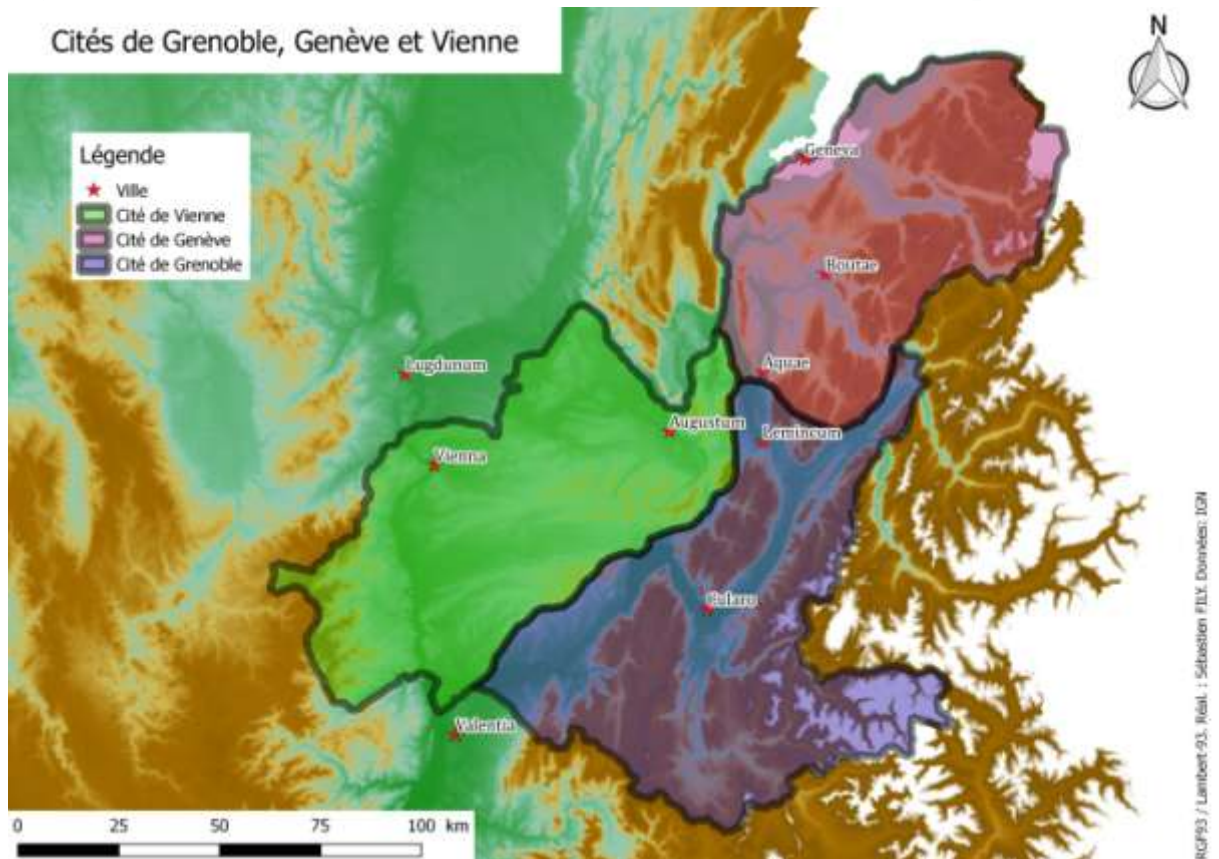 Cités de Grenoble, Genève et Vienne
N
Légende
Ville
Cité de Vienne
Cité de Genève
Cité de Grenoble
Geneva
Boutae
Lugdunum
Aquae
Augustum
Lemincum
Vienna
Cularo
Valentia
0 25 50 75 100 km
RGF93 / Lambert-93. Réal. : Sébastien FILY. Données: IGN